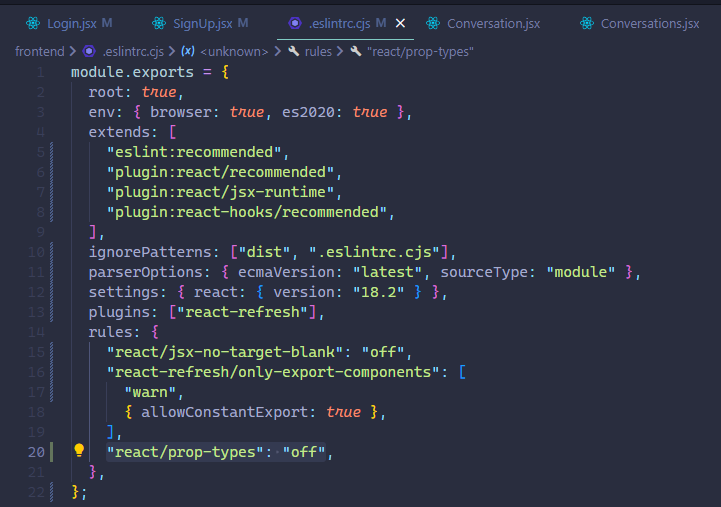 Login.jsx M SignUp.jsx M .eslintrc.cjs M Conversation.jsx Conversations.jsx
frontend > .eslintrc.cjs > <unknown> > rules > "react/prop-types"
1 module.exports = {
2 root: true,
3 env: { browser: true, es2020: true },
4 extends: [
5 "eslint:recommended",
6 "plugin:react/recommended",
7 "plugin:react/jsx-runtime",
8 "plugin:react-hooks/recommended",
9 ],
10 ignorePatterns: ["dist", ".eslintrc.cjs"],
11 parserOptions: { ecmaVersion: "latest", sourceType: "module" },
12 settings: { react: { version: "18.2" } },
13 plugins: ["react-refresh"],
14 rules: {
15 "react/jsx-no-target-blank": "off",
16 "react-refresh/only-export-components": [
17 "warn",
18 { allowConstantExport: true },
19 ],
20 "react/prop-types": "off",
21 },
22 };